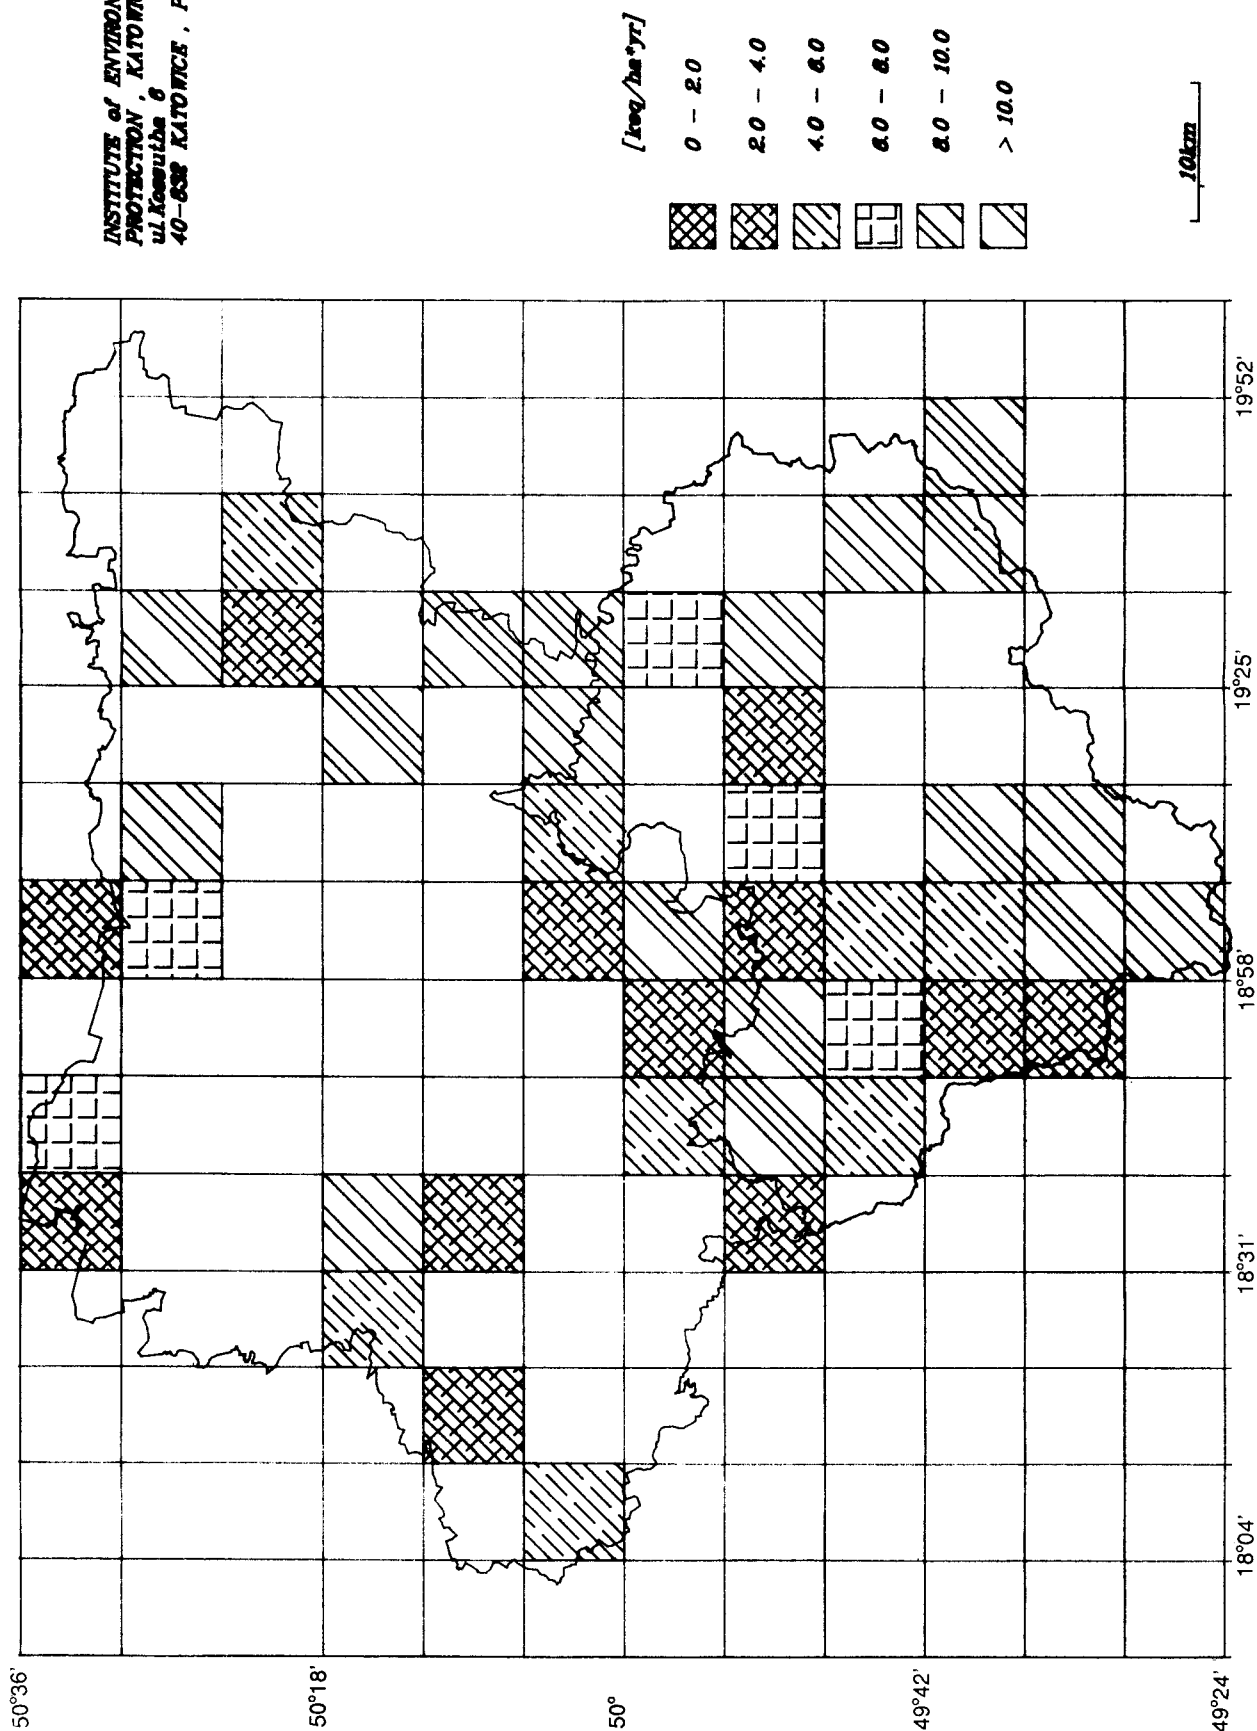 INSTITUTE of ENVIRON
PROTECTION , KATOWI
ul Kossutha 6
40-832 KATOWICE , P
[keq/ha*yr]
0 - 2.0
2.0 - 4.0
4.0 - 6.0
6.0 - 8.0
8.0 - 10.0
> 10.0
10km
50°36'
50°18'
50°
49°42'
49°24'
18°04'
18°31'
18°58'
19°25'
19°52'